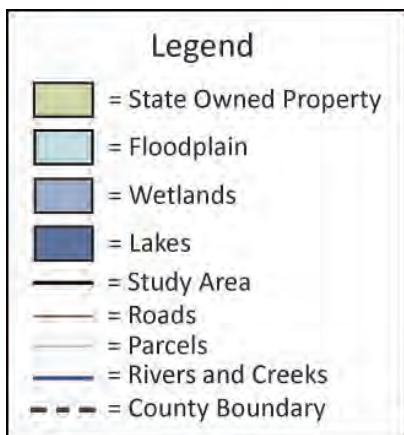 Legend
= State Owned Property
= Floodplain
= Wetlands
= Lakes
= Study Area
= Roads
= Parcels
= Rivers and Creeks
= County Boundary